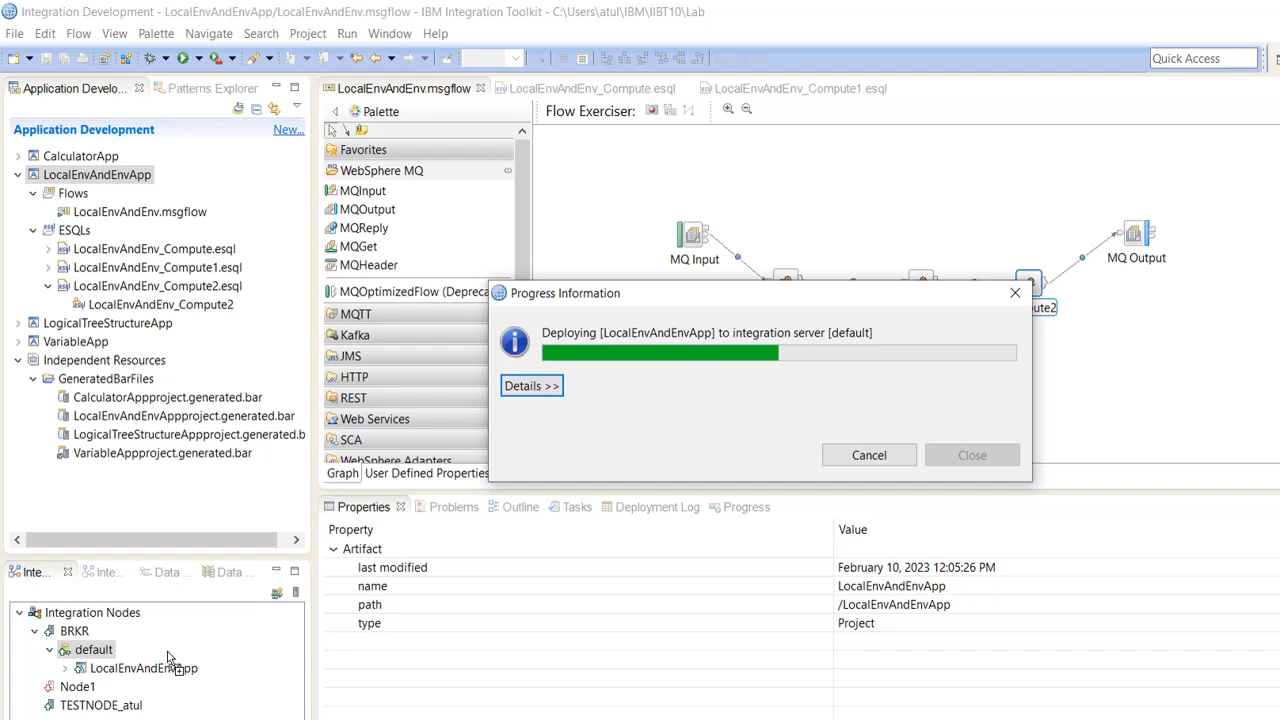 Integration Development - LocalEnvAndEnvApp/LocalEnvAndEnv.msgflow - IBM Integration Toolkit - C:\Users\atul\IBM\IIBT10\Lab
File Edit Flow View Palette Navigate Search Project Run Window Help
Quick Access
Application Develo... Patterns Explorer
LocalEnvAndEnv.msgflow LocalEnvAndEnv_Compute.esql LocalEnvAndEnv_Compute1.esql
Palette
Flow Exerciser:
Application Development New...
CalculatorApp
LocalEnvAndEnvApp
Flows
LocalEnvAndEnv.msgflow
ESQLs
LocalEnvAndEnv_Compute.esql
LocalEnvAndEnv_Compute1.esql
LocalEnvAndEnv_Compute2.esql
LocalEnvAndEnv_Compute2
LogicalTreeStructureApp
VariableApp
Independent Resources
GeneratedBarFiles
CalculatorAppproject.generated.bar
LocalEnvAndEnvAppproject.generated.bar
LogicalTreeStructureAppproject.generated.b
VariableAppproject.generated.bar
Favorites
WebSphere MQ
MQInput
MQOutput
MQReply
MQGet
MQHeader
MQOptimizedFlow (Depreca
MQTT
Kafka
JMS
HTTP
REST
Web Services
SCA
WebSphere Adapters
Graph User Defined Properties
MQ Input
MQ Output
ute2
Progress Information
Deploying [LocalEnvAndEnvApp] to integration server [default]
Details >>
Cancel Close
Properties Problems Outline Tasks Deployment Log Progress
Property Value
Artifact
last modified February 10, 2023 12:05:26 PM
name LocalEnvAndEnvApp
path /LocalEnvAndEnvApp
type Project
Inte... Inte... Data ... Data ...
Integration Nodes
BRKR
default
LocalEnvAndEnvApp
Node1
TESTNODE_atul